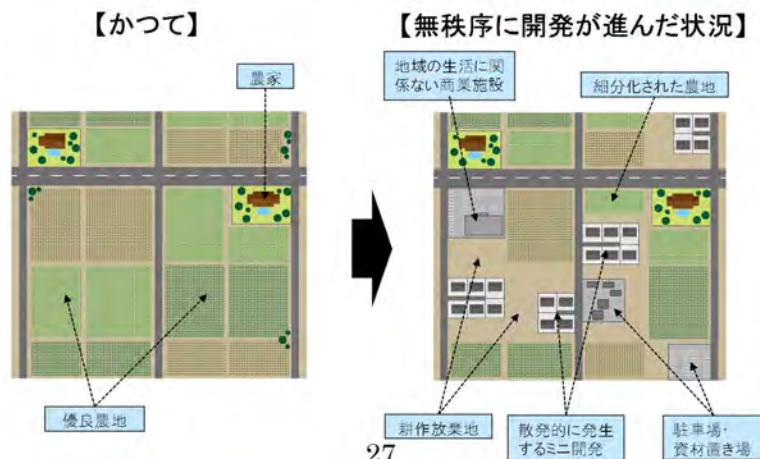 【かつて】
【無秩序に開発が進んだ状況】
農家
地域の生活に関
係ない商業施設
細分化された農地
優良農地
耕作放棄地
散発的に発生
するミニ開発
駐車場・
資材置き場
27